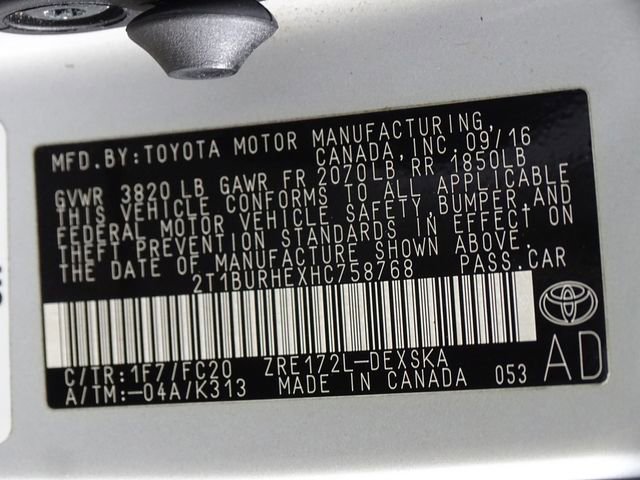 MFD.BY:TOYOTA MOTOR MANUFACTURING,
CANADA, INC. 09/16
GVWR 3820 LB GAWR FR 2070LB RR 1850LB
THIS VEHICLE CONFORMS TO ALL APPLICABLE
FEDERAL MOTOR VEHICLE SAFETY,BUMPER,AND
THEFT PREVENTION STANDARDS IN EFFECT ON
THE DATE OF MANUFACTURE SHOWN ABOVE.
2T1BURHEXHC758768 PASS.CAR
C/TR:1F7/FC20 ZRE172L-DEXSKA
A/TM:-04A/K313 MADE IN CANADA 053
AD